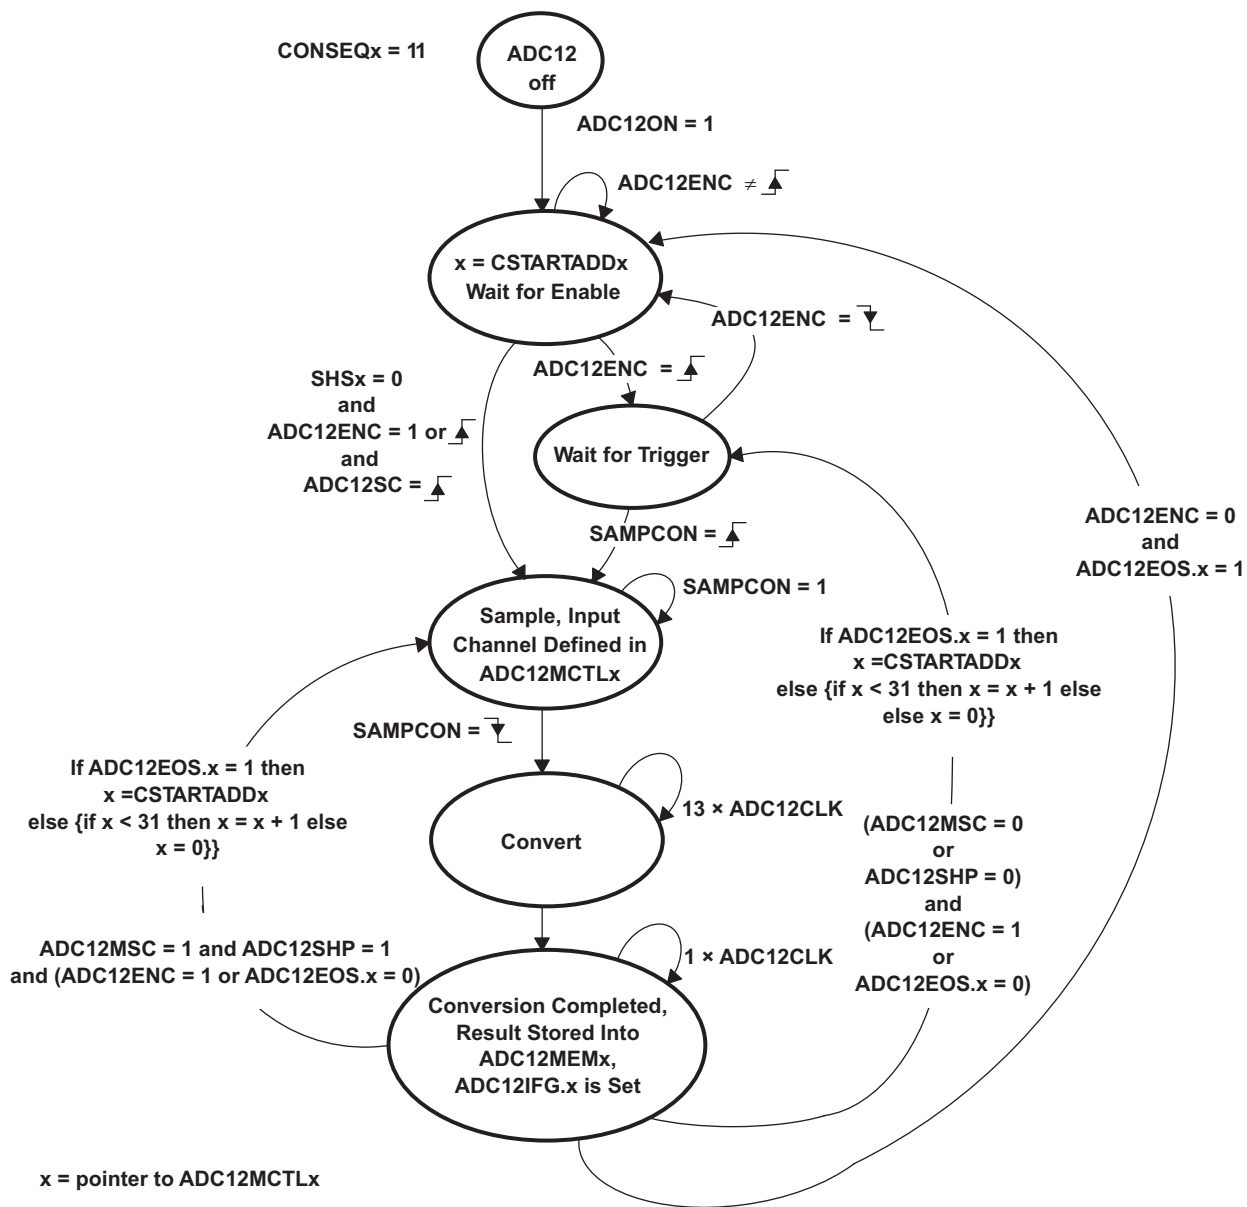 CONSEQx = 11
ADC12
off
ADC12ON = 1
ADC12ENC ≠
x = CSTARTADDx
Wait for Enable
ADC12ENC =
ADC12ENC =
SHSx = 0
and
ADC12ENC = 1 or
and
ADC12SC =
Wait for Trigger
SAMPCON =
ADC12ENC = 0
and
ADC12EOS.x = 1
SAMPCON = 1
Sample, Input
Channel Defined in
ADC12MCTLx
If ADC12EOS.x = 1 then
x =CSTARTADDx
else {if x < 31 then x = x + 1 else
else x = 0}}
SAMPCON =
If ADC12EOS.x = 1 then
x =CSTARTADDx
else {if x < 31 then x = x + 1 else
x = 0}}
13 × ADC12CLK
Convert
(ADC12MSC = 0
or
ADC12SHP = 0)
and
(ADC12ENC = 1
or
ADC12EOS.x = 0)
ADC12MSC = 1 and ADC12SHP = 1
and (ADC12ENC = 1 or ADC12EOS.x = 0)
1 × ADC12CLK
Conversion Completed,
Result Stored Into
ADC12MEMx,
ADC12IFG.x is Set
x = pointer to ADC12MCTLx